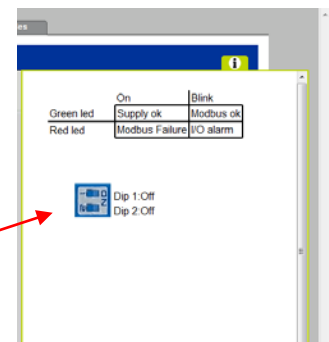 es
i
On Blink
Green led Supply ok Modbus ok
Red led Modbus Failure I/O alarm
Dip 1:Off
Dip 2:Off